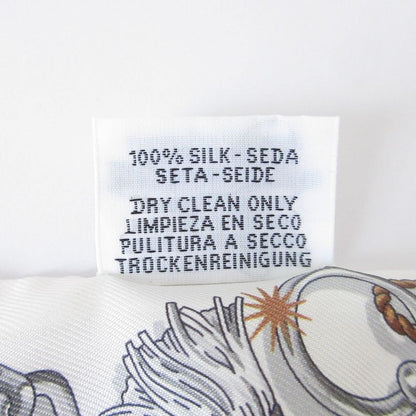 100% SILK-SEDA
SETA-SEIDE
DRY CLEAN ONLY
LIMPIEZA EN SECO
PULITURA A SECCO
TROCKENREINIGUNG